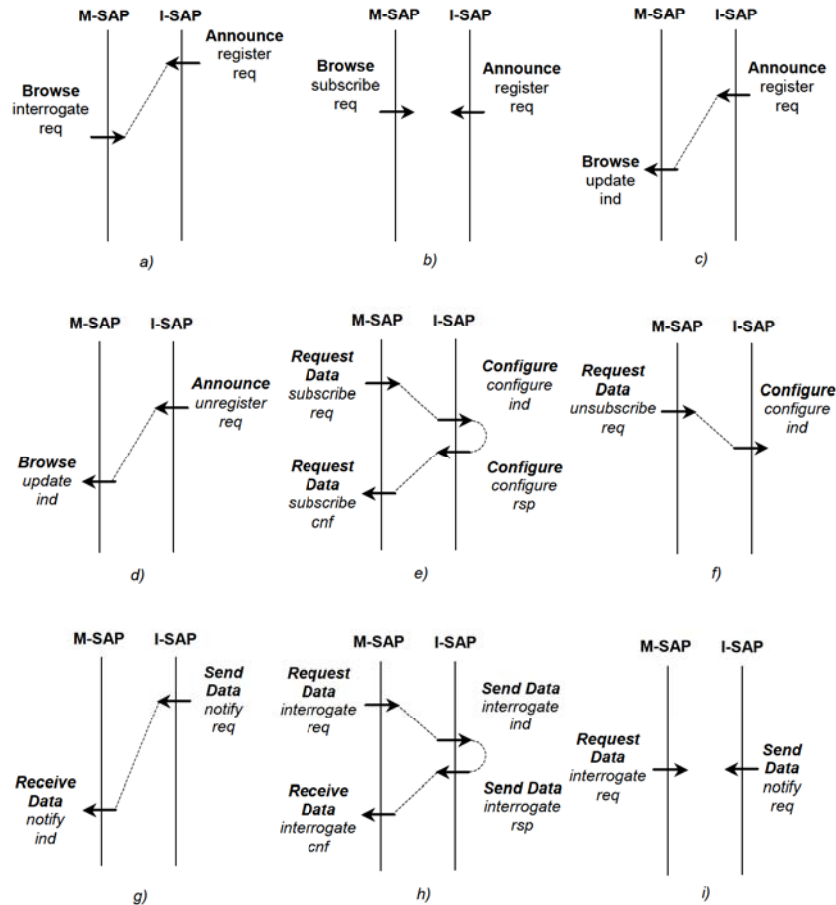 M-SAP I-SAP
Announce
register
req
Browse
interrogate
req
a)
M-SAP I-SAP
Browse
subscribe
req
Announce
register
req
b)
M-SAP I-SAP
Announce
register
req
Browse
update
ind
c)
M-SAP I-SAP
Announce
unregister
req
Browse
update
ind
d)
M-SAP I-SAP
Request
Data
subscribe
req
Configure
configure
ind
Request
Data
subscribe
cnf
Configure
configure
rsp
e)
M-SAP I-SAP
Request
Data
unsubscribe
req
Configure
configure
ind
f)
M-SAP I-SAP
Send
Data
notify
req
Receive
Data
notify
ind
g)
M-SAP I-SAP
Request
Data
interrogate
req
Send Data
interrogate
ind
Receive
Data
interrogate
cnf
Send Data
interrogate
rsp
h)
M-SAP I-SAP
Request
Data
interrogate
req
Send
Data
notify
req
i)